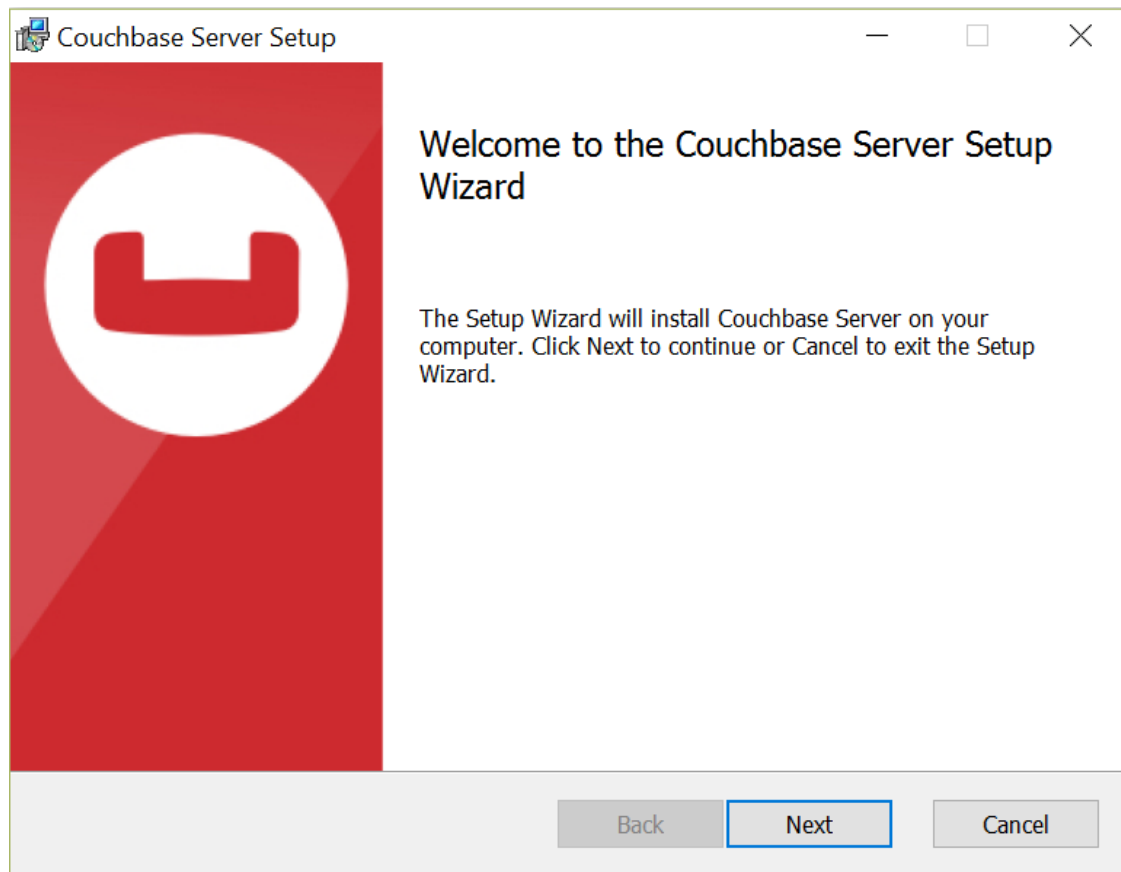 Couchbase Server Setup
Welcome to the Couchbase Server Setup
Wizard
The Setup Wizard will install Couchbase Server on your
computer. Click Next to continue or Cancel to exit the Setup
Wizard.
Back
Next
Cancel